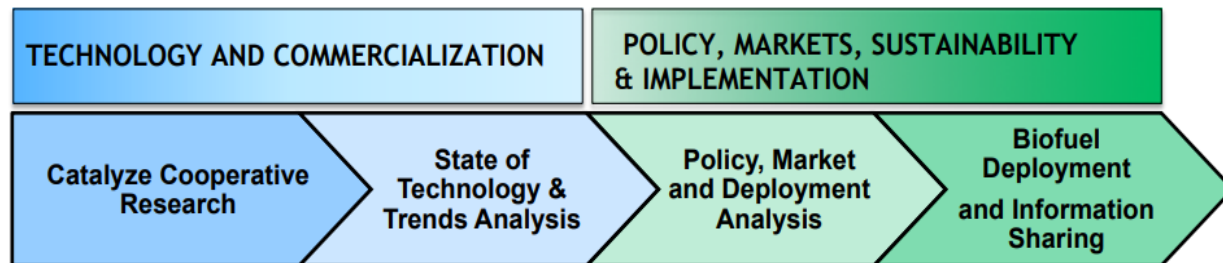 TECHNOLOGY AND COMMERCIALIZATION
POLICY, MARKETS, SUSTAINABILITY
& IMPLEMENTATION
Catalyze Cooperative
Research
State of
Technology &
Trends Analysis
Policy, Market
and Deployment
Analysis
Biofuel
Deployment
and Information
Sharing